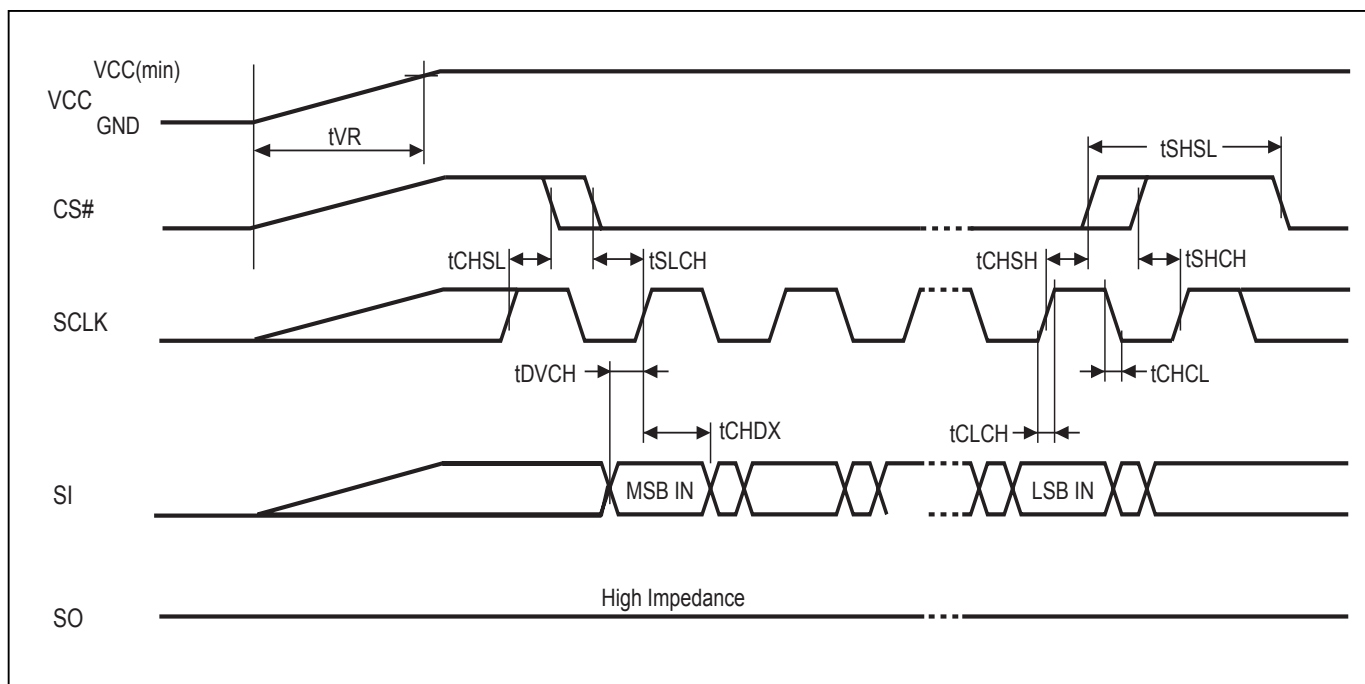 VCC(min)
VCC
GND
tVR
tSHSL
CS#
tCHSL
tSLCH
tCHSH
tSHCH
SCLK
tDVCH
tCHCL
tCHDX
tCLCH
SI
MSB IN
LSB IN
High Impedance
SO